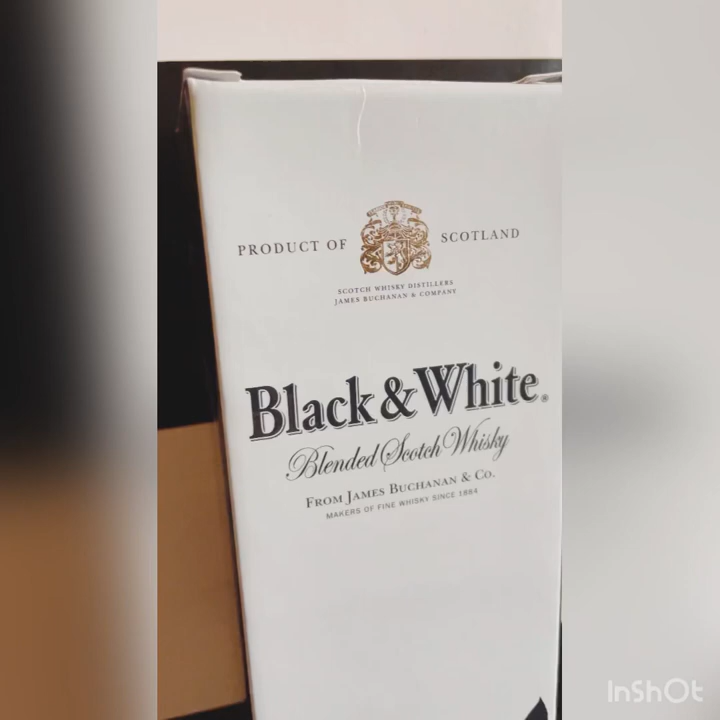 PRODUCT OF SCOTLAND
SCOTCH WHISKY DISTILLERS
JAMES BUCHANAN & COMPANY
Black & White®
Blended Scotch Whisky
FROM JAMES BUCHANAN & CO.
MAKERS OF FINE WHISKY SINCE 1884
InShOt